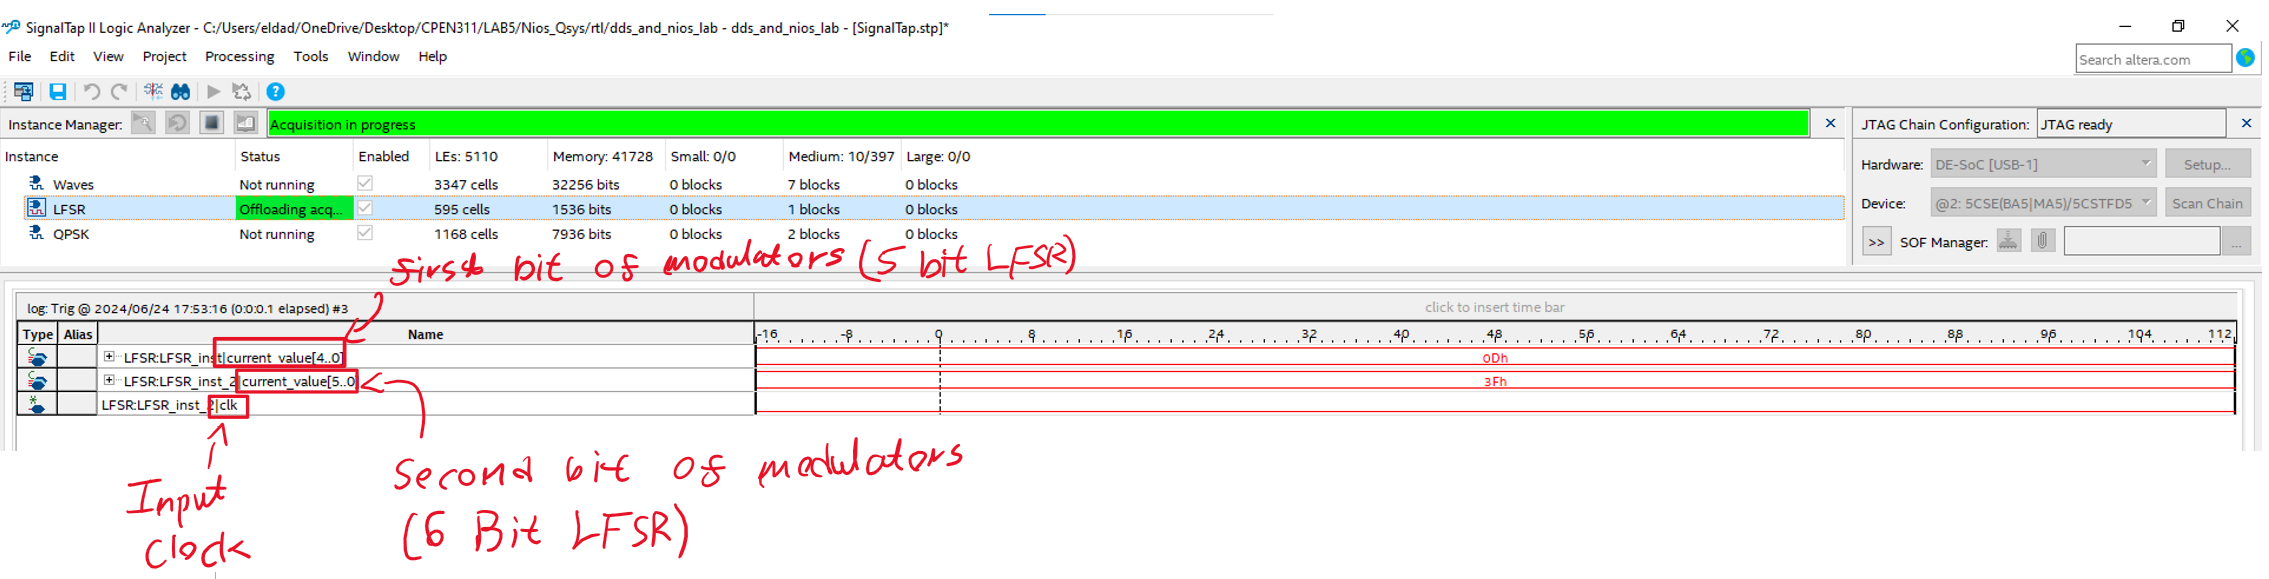 SignalTap II Logic Analyzer - C:/Users/eldad/OneDrive/Desktop/CPEN311/LAB5/Nios_Qsys/rtl/dds_and_nios_lab - dds_and_nios_lab - [SignalTap.stp]*
File Edit View Project Processing Tools Window Help
Search altera.com
Instance Manager: Acquisition in progress
JTAG Chain Configuration: JTAG ready
Instance Status Enabled LEs: 5110 Memory: 41728 Small: 0/0 Medium: 10/397 Large: 0/0
Waves Not running 3347 cells 32256 bits 0 blocks 7 blocks 0 blocks
LFSR Offloading acq... 595 cells 1536 bits 0 blocks 1 blocks 0 blocks
QPSK Not running 1168 cells 7936 bits 0 blocks 2 blocks 0 blocks
Hardware: DE-SoC [USB-1] Setup...
Device: @2: 5CSE(BA5|MA5)/5CSTFD5 Scan Chain
>> SOF Manager: ...
first bit of modulators (5 bit LFSR)
log: Trig @ 2024/06/24 17:53:16 (0:0:0.1 elapsed) #3
click to insert time bar
Type Alias Name
-16 -8 0 8 16 24 32 40 48 56 64 72 80 88 96 104 112
LFSR:LFSR_inst|current_value[4..0] 0Dh
LFSR:LFSR_inst_2|current_value[5..0] 3Fh
LFSR:LFSR_inst_2|clk
Second bit of modulators
(6 Bit LFSR)
Input
Clock